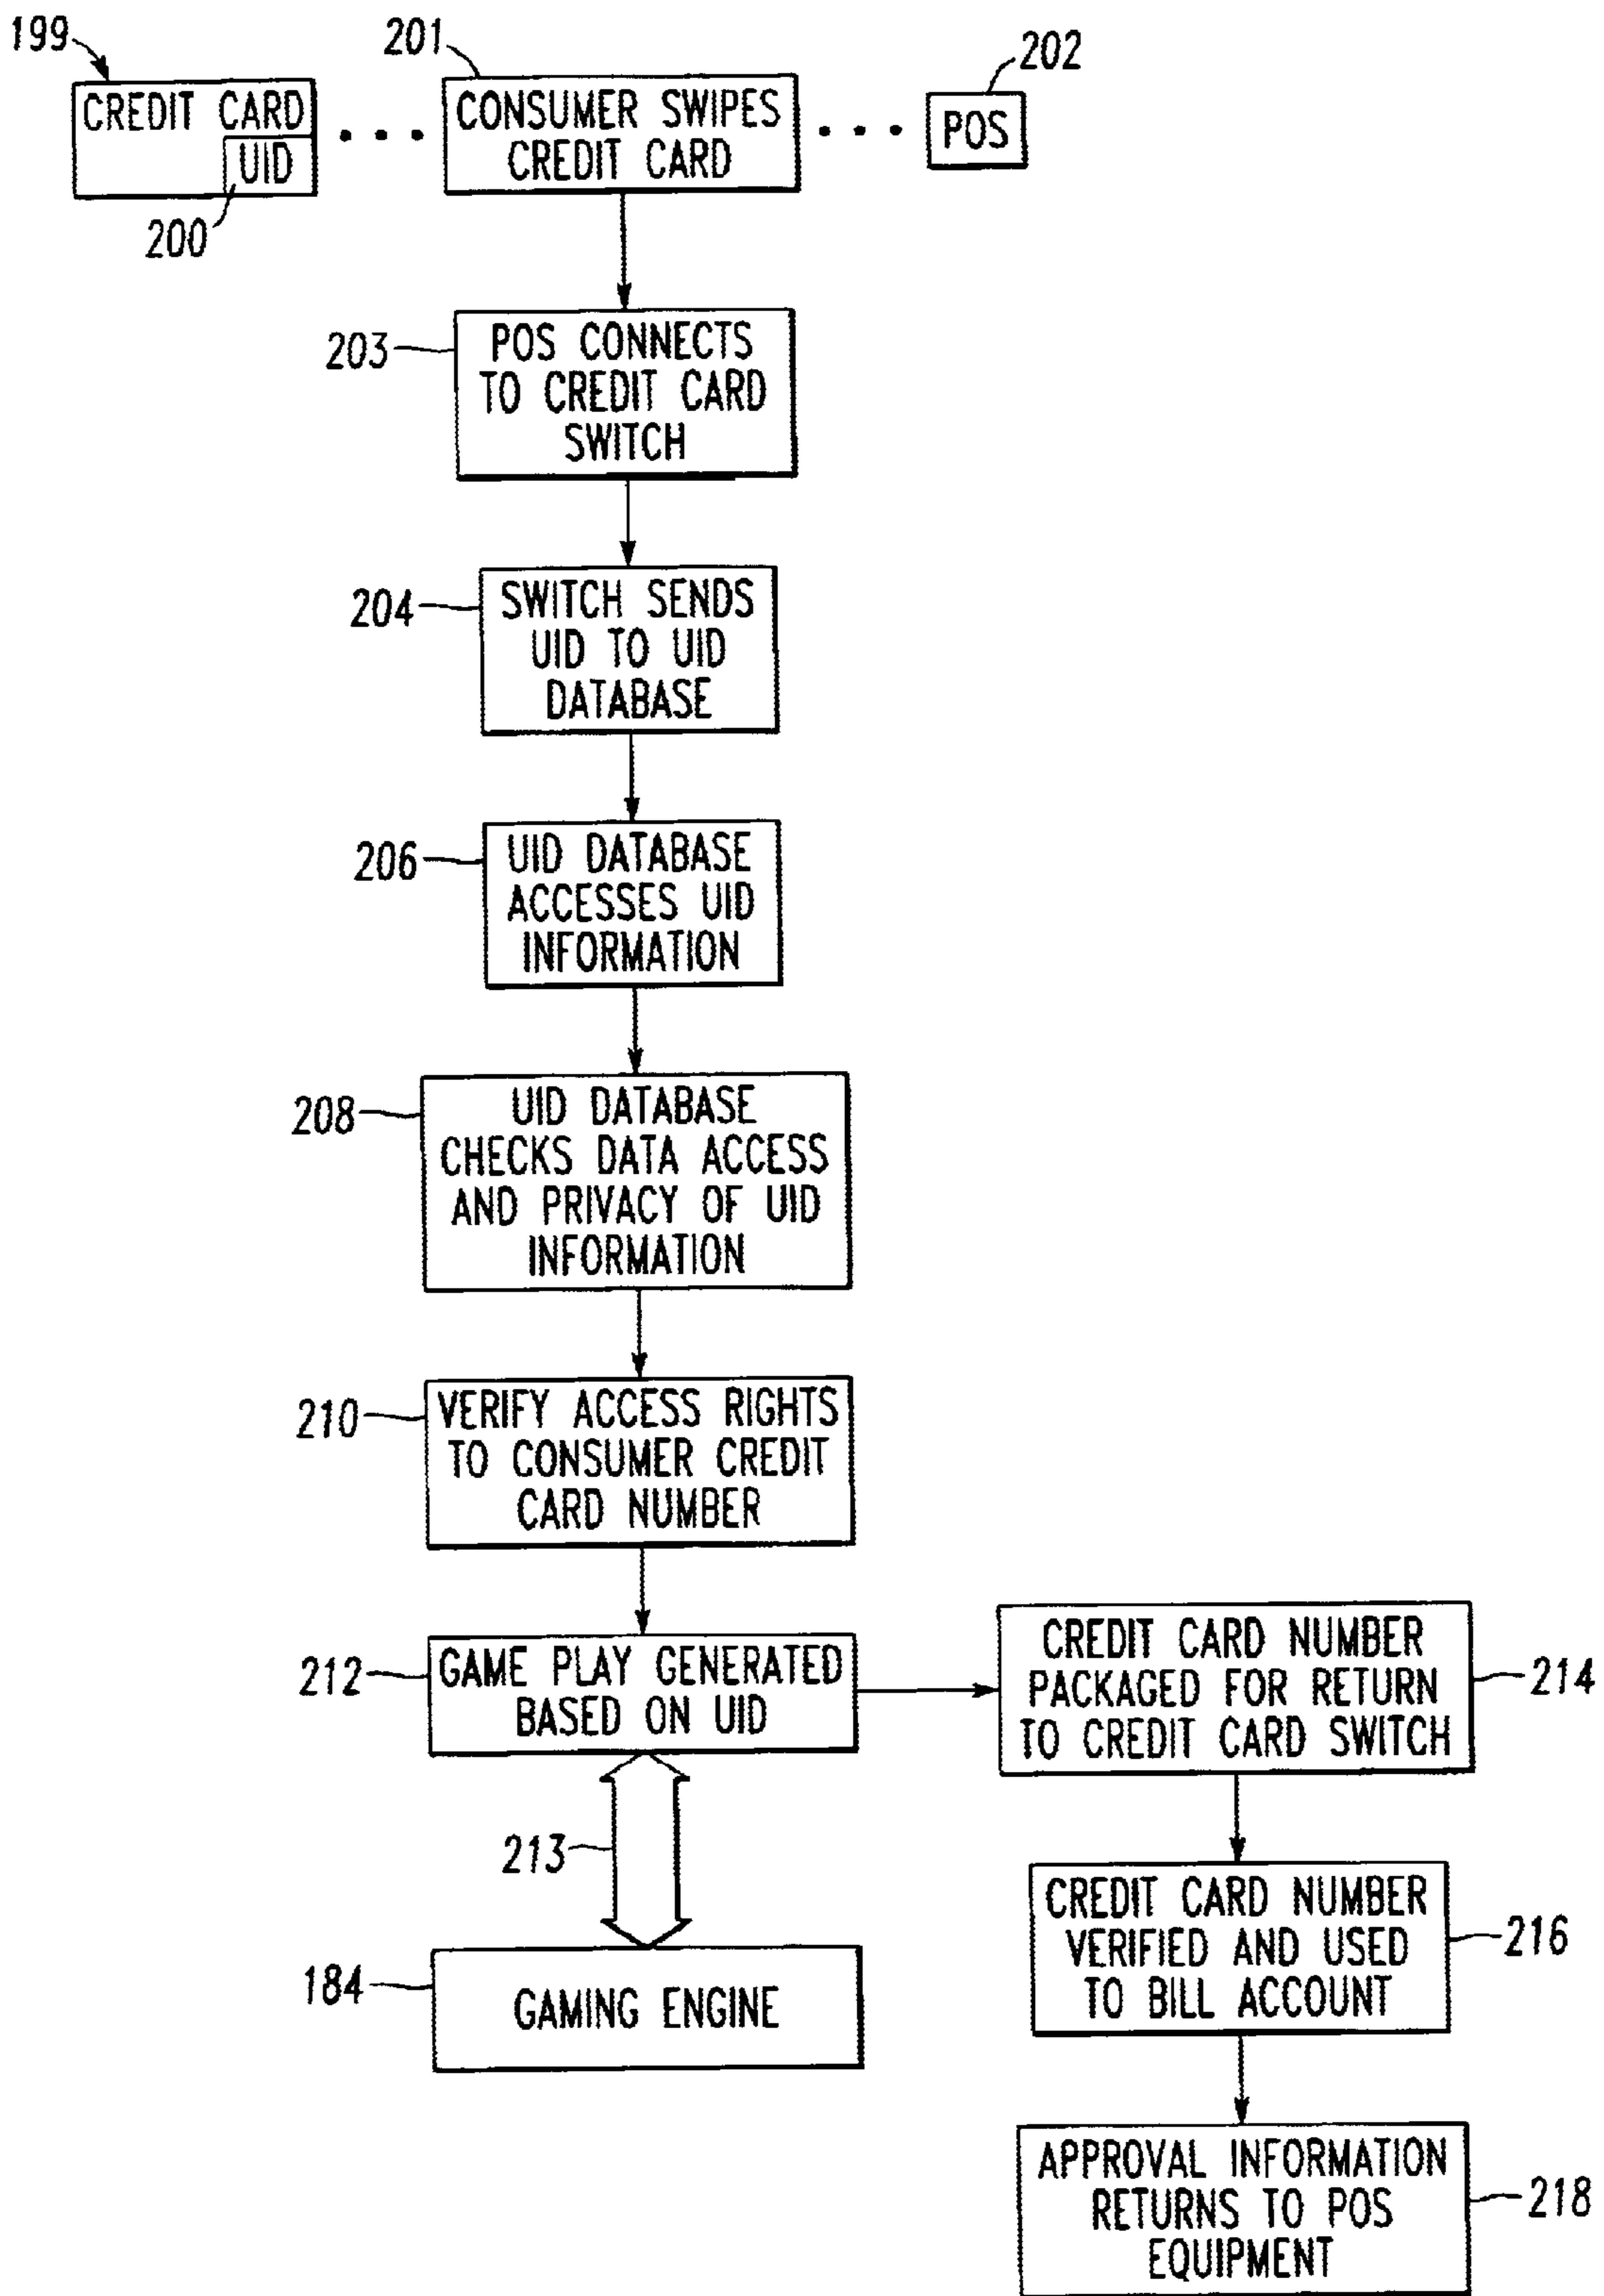 199
CREDIT CARD
UID
200
201
CONSUMER SWIPES
CREDIT CARD
202
POS
203
POS CONNECTS
TO CREDIT CARD
SWITCH
204
SWITCH SENDS
UID TO UID
DATABASE
206
UID DATABASE
ACCESSES UID
INFORMATION
208
UID DATABASE
CHECKS DATA ACCESS
AND PRIVACY OF UID
INFORMATION
210
VERIFY ACCESS RIGHTS
TO CONSUMER CREDIT
CARD NUMBER
212
GAME PLAY GENERATED
BASED ON UID
213
184
GAMING ENGINE
CREDIT CARD NUMBER
PACKAGED FOR RETURN
TO CREDIT CARD SWITCH
214
CREDIT CARD NUMBER
VERIFIED AND USED
TO BILL ACCOUNT
216
APPROVAL INFORMATION
RETURNS TO POS
EQUIPMENT
218